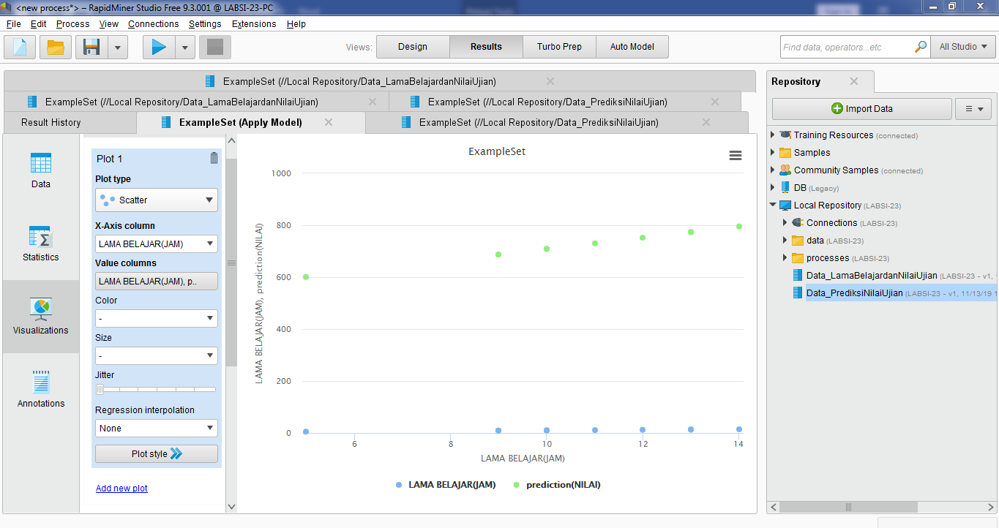 <new process*> – RapidMiner Studio Free 9.3.001 @ LABSI-23-PC
File Edit Process View Connections Settings Extensions Help
Views: Design Results Turbo Prep Auto Model
Find data, operators...etc
All Studio
ExampleSet (//Local Repository/Data_LamaBelajardanNilaiUjian)
ExampleSet (//Local Repository/Data_LamaBelajardanNilaiUjian)
ExampleSet (//Local Repository/Data_PrediksiNilaiUjian)
Result History
ExampleSet (Apply Model)
ExampleSet (//Local Repository/Data_PrediksiNilaiUjian)
Data
Statistics
Visualizations
Annotations
Plot 1
Plot type
Scatter
X-Axis column
LAMA BELAJAR(JAM)
Value columns
LAMA BELAJAR(JAM), p..
Color
-
Size
-
Jitter
Regression interpolation
None
Plot style
Add new plot
ExampleSet
LAMA BELAJAR(JAM), prediction(NILAI)
1000
800
600
400
200
0
6 8 10 12 14
LAMA BELAJAR(JAM)
LAMA BELAJAR(JAM) prediction(NILAI)
Repository
Import Data
Training Resources (connected)
Samples
Community Samples (connected)
DB (Legacy)
Local Repository (LABSI-23)
Connections (LABSI-23)
data (LABSI-23)
processes (LABSI-23)
Data_LamaBelajardanNilaiUjian (LABSI-23 - v1,
Data_PrediksiNilaiUjian (LABSI-23 - v1, 11/13/19 1